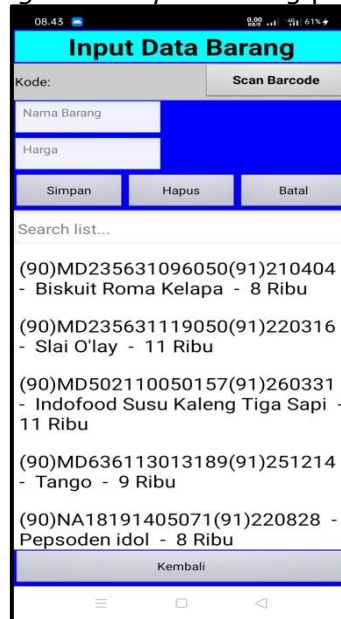 08.43 61%
Input Data Barang
Kode: Scan Barcode
Nama Barang
Harga
Simpan Hapus Batal
Search list...
(90)MD235631096050(91)210404
- Biskuit Roma Kelapa - 8 Ribu
(90)MD235631119050(91)220316
- Slai O'lay - 11 Ribu
(90)MD502110050157(91)260331
- Indofood Susu Kaleng Tiga Sapi -
11 Ribu
(90)MD636113013189(91)251214
- Tango - 9 Ribu
(90)NA18191405071(91)220828 -
Pepsoden idol - 8 Ribu
Kembali